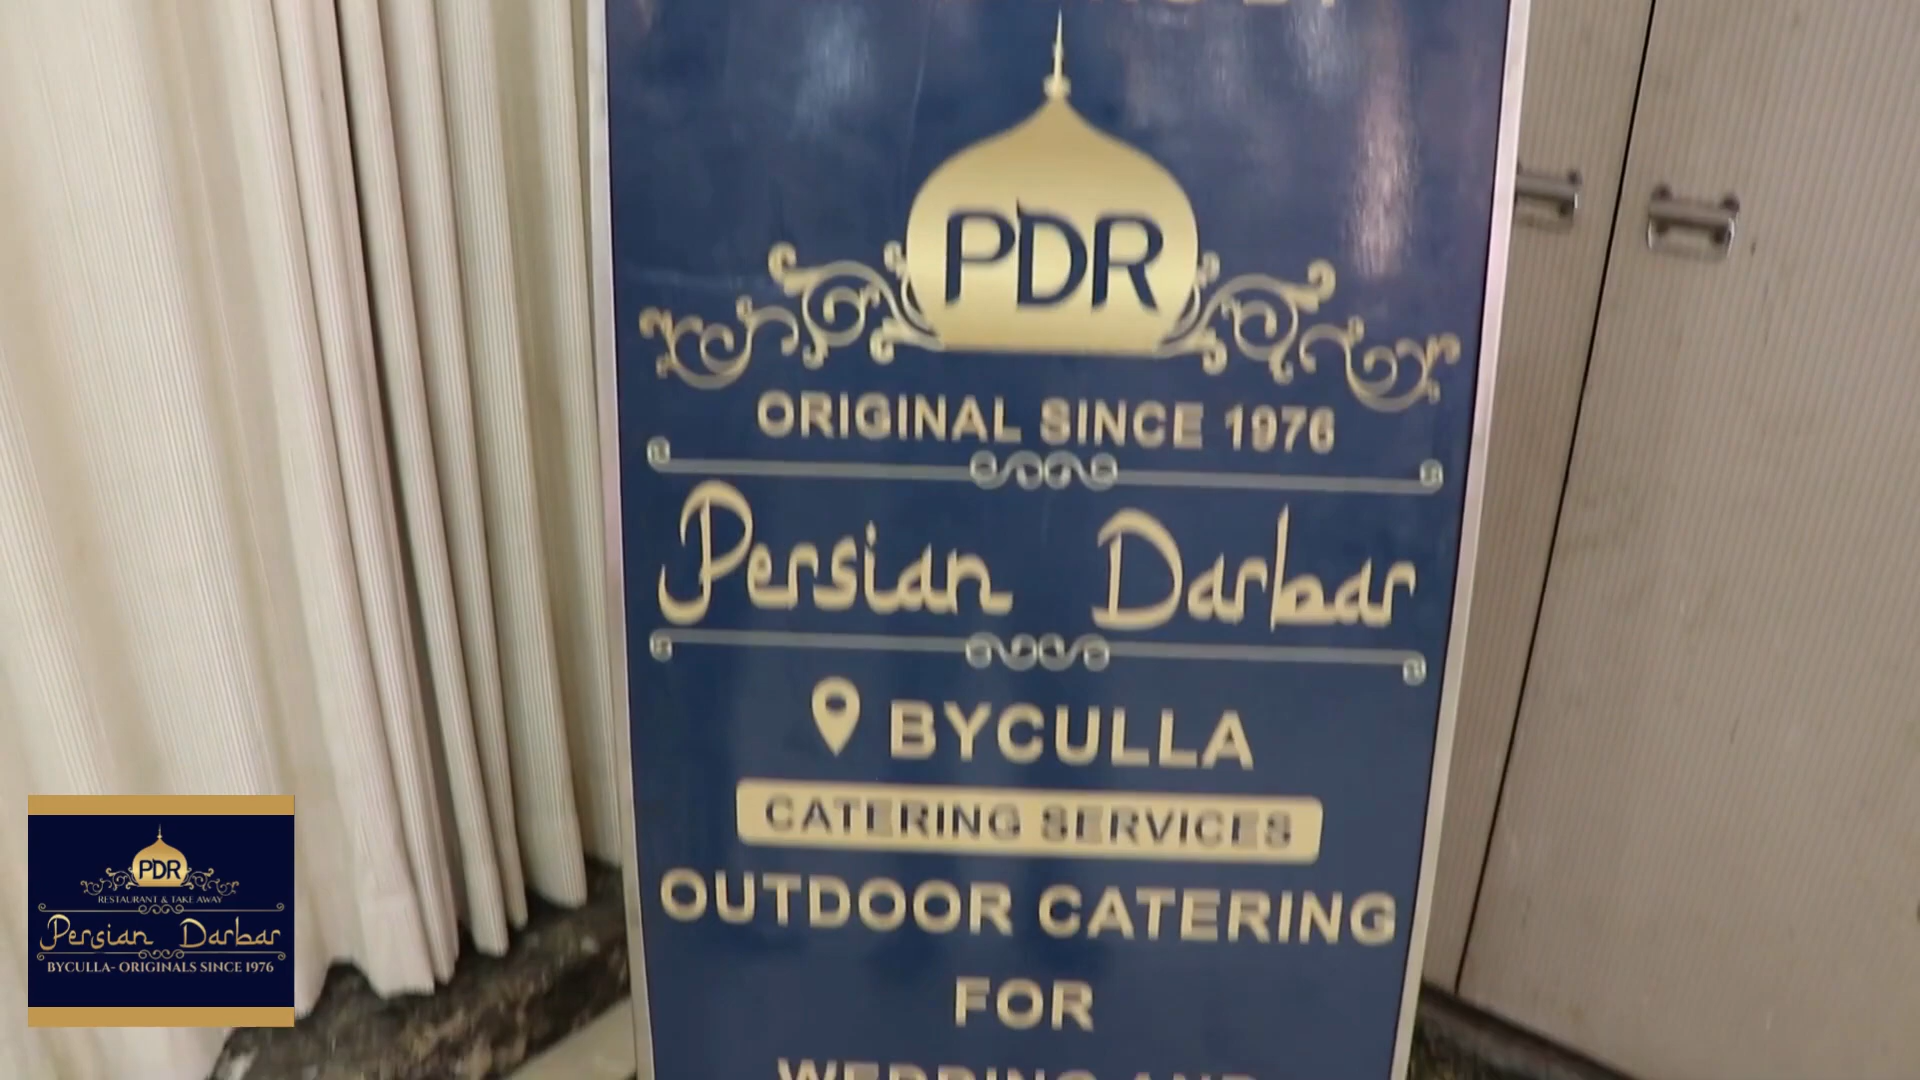 PDR
ORIGINAL SINCE 1976
Persian Darbar
BYCULLA
CATERING SERVICES
OUTDOOR CATERING
FOR
WEDDING AND
PDR
RESTAURANT & TAKE AWAY
Persian Darbar
BYCULLA- ORIGINALS SINCE 1976